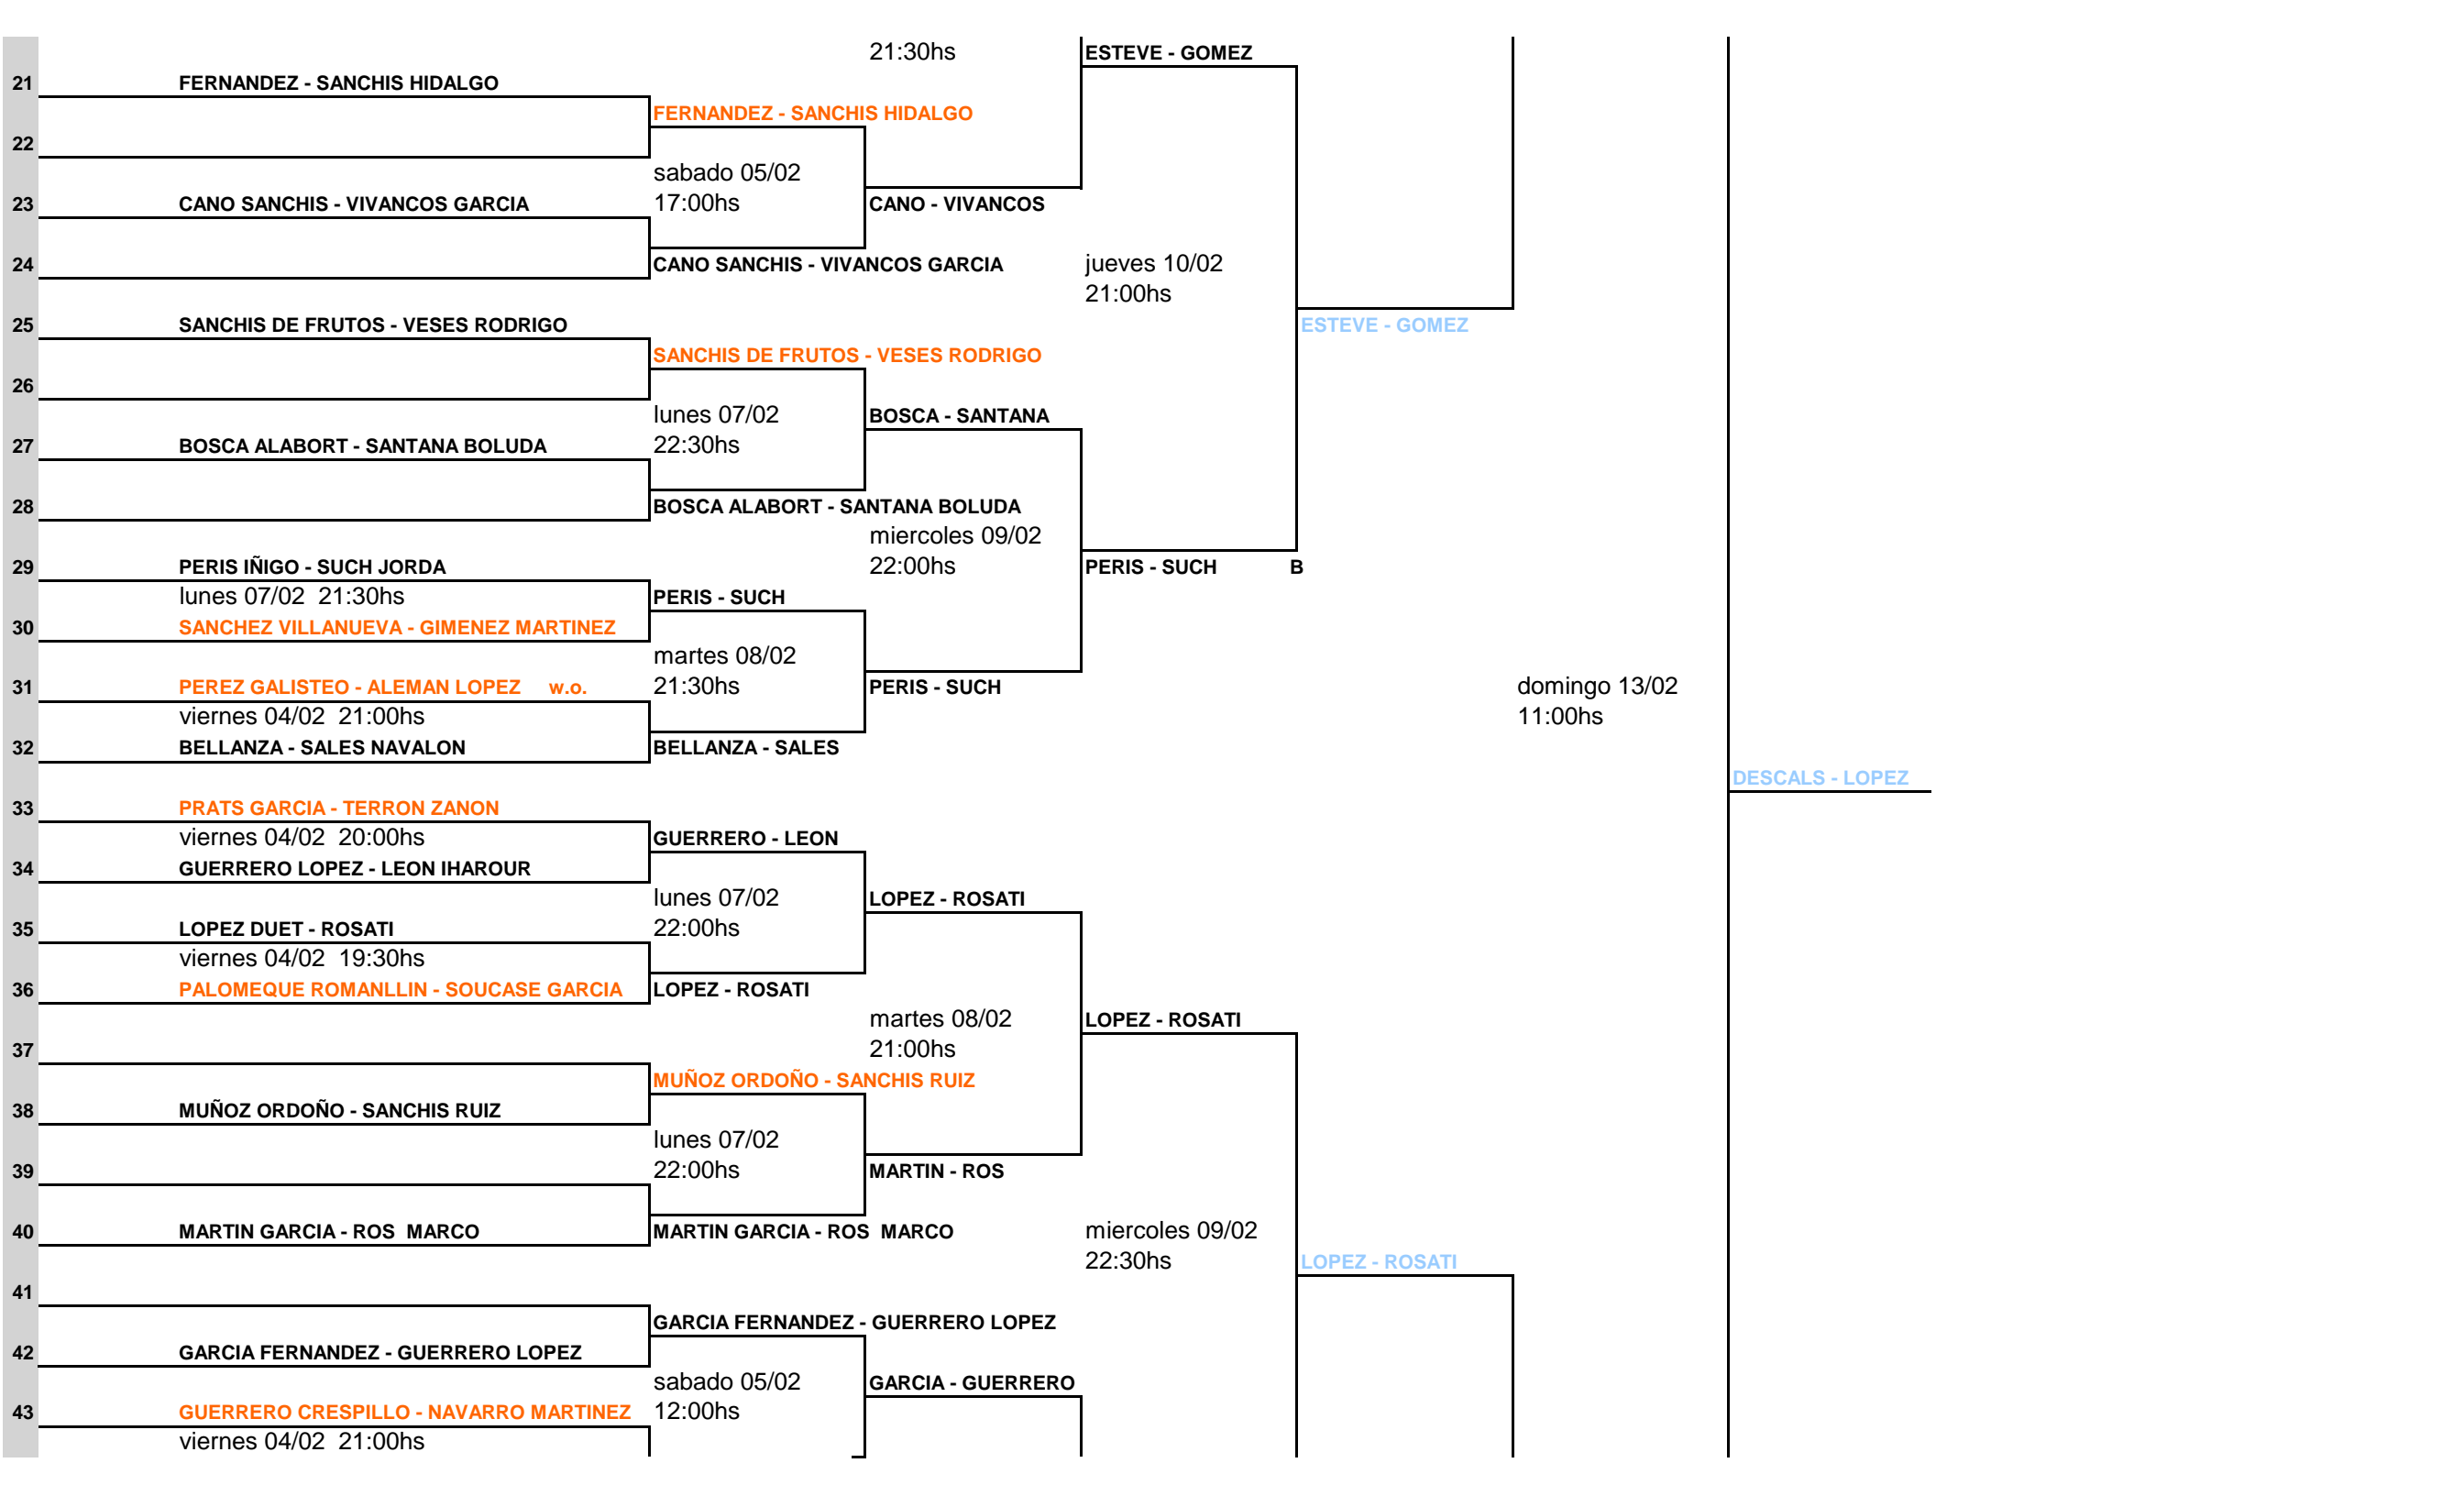 21:30hs ESTEVE - GOMEZ
21 FERNANDEZ - SANCHIS HIDALGO
FERNANDEZ - SANCHIS HIDALGO
22
sabado 05/02
23 CANO SANCHIS - VIVANCOS GARCIA 17:00hs CANO - VIVANCOS
24 CANO SANCHIS - VIVANCOS GARCIA jueves 10/02
21:00hs
25 SANCHIS DE FRUTOS - VESES RODRIGO ESTEVE - GOMEZ
SANCHIS DE FRUTOS - VESES RODRIGO
26
lunes 07/02 BOSCA - SANTANA
27 BOSCA ALABORT - SANTANA BOLUDA 22:30hs
28 BOSCA ALABORT - SANTANA BOLUDA
miercoles 09/02
29 PERIS IÑIGO - SUCH JORDA 22:00hs PERIS - SUCH B
lunes 07/02 21:30hs PERIS - SUCH
30 SANCHEZ VILLANUEVA - GIMENEZ MARTINEZ
martes 08/02
31 PEREZ GALISTEO - ALEMAN LOPEZ w.o. 21:30hs PERIS - SUCH domingo 13/02
viernes 04/02 21:00hs 11:00hs
32 BELLANZA - SALES NAVALON BELLANZA - SALES
DESCALS - LOPEZ
33 PRATS GARCIA - TERRON ZANON
viernes 04/02 20:00hs GUERRERO - LEON
34 GUERRERO LOPEZ - LEON IHAROUR
lunes 07/02 LOPEZ - ROSATI
35 LOPEZ DUET - ROSATI 22:00hs
viernes 04/02 19:30hs
36 PALOMEQUE ROMANLLIN - SOUCASE GARCIA LOPEZ - ROSATI
martes 08/02 LOPEZ - ROSATI
37 21:00hs
MUÑOZ ORDOÑO - SANCHIS RUIZ
38 MUÑOZ ORDOÑO - SANCHIS RUIZ
lunes 07/02
39 22:00hs MARTIN - ROS
40 MARTIN GARCIA - ROS MARCO MARTIN GARCIA - ROS MARCO miercoles 09/02
22:30hs LOPEZ - ROSATI
41
GARCIA FERNANDEZ - GUERRERO LOPEZ
42 GARCIA FERNANDEZ - GUERRERO LOPEZ
sabado 05/02 GARCIA - GUERRERO
43 GUERRERO CRESPILLO - NAVARRO MARTINEZ 12:00hs
viernes 04/02 21:00hs